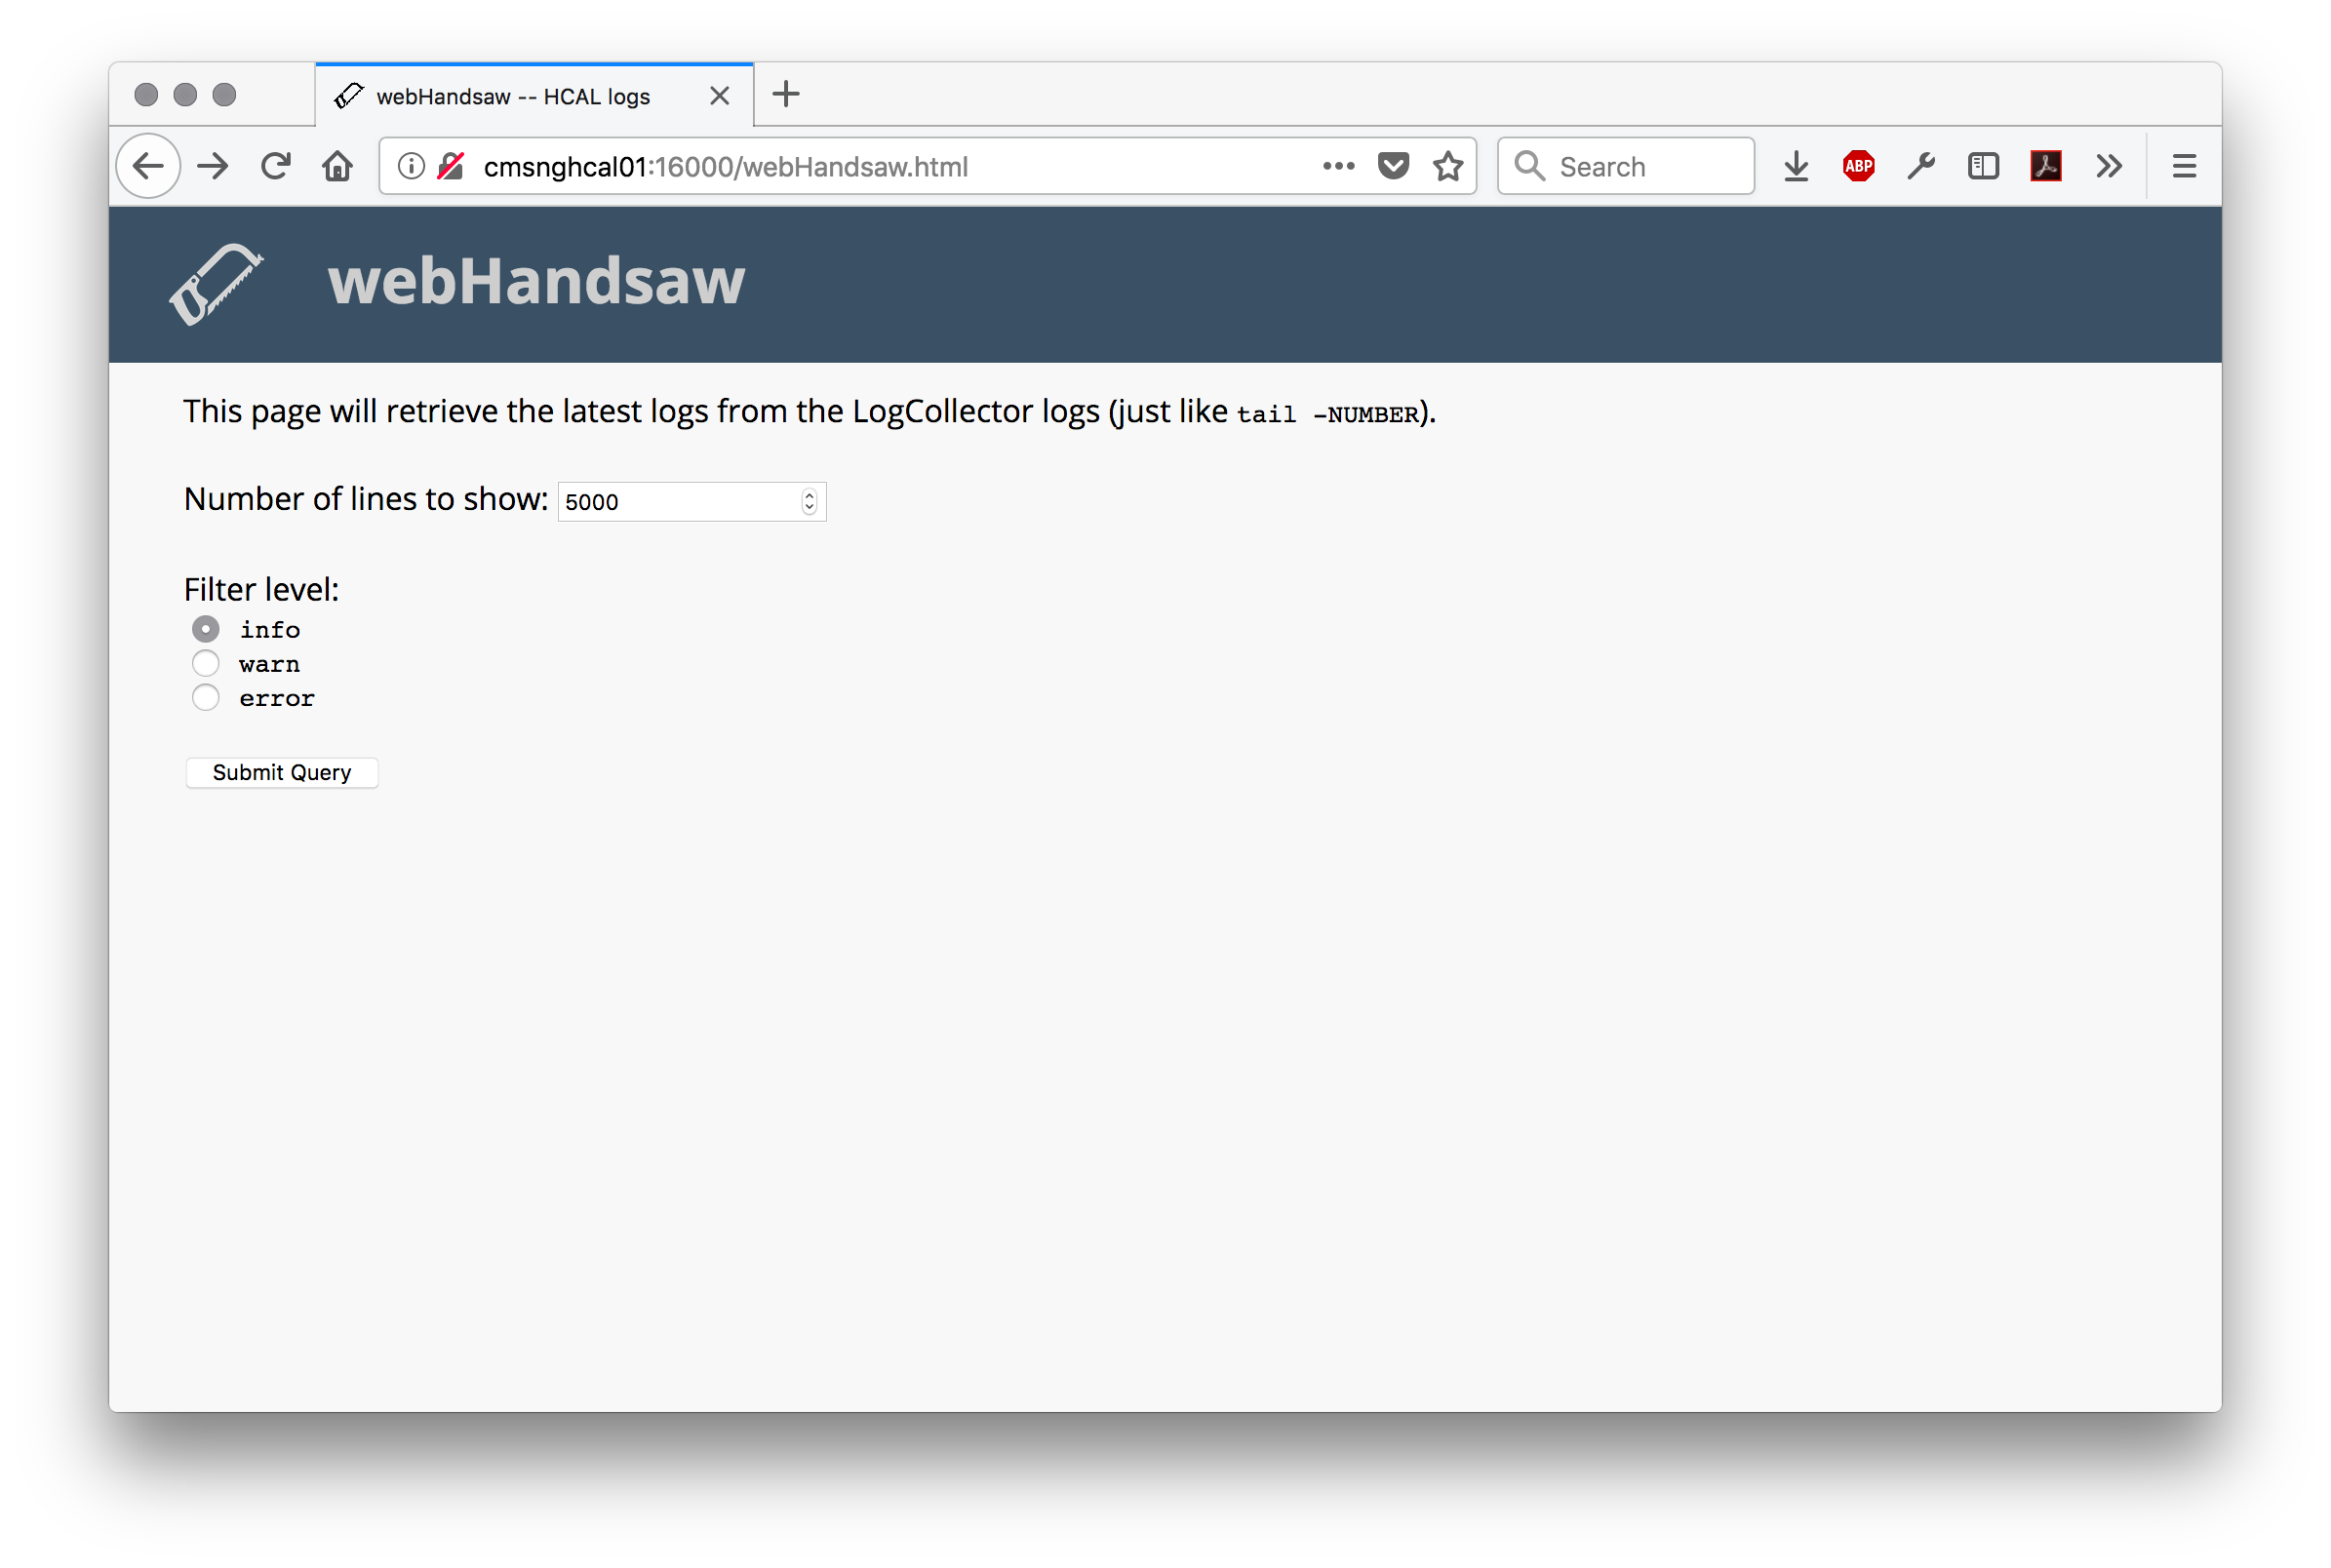 webHandsaw -- HCAL logs
cmsnghcal01:16000/webHandsaw.html
Search
ABP
webHandsaw
This page will retrieve the latest logs from the LogCollector logs (just like tail -NUMBER).
Number of lines to show: 5000
Filter level:
info
warn
error
Submit Query